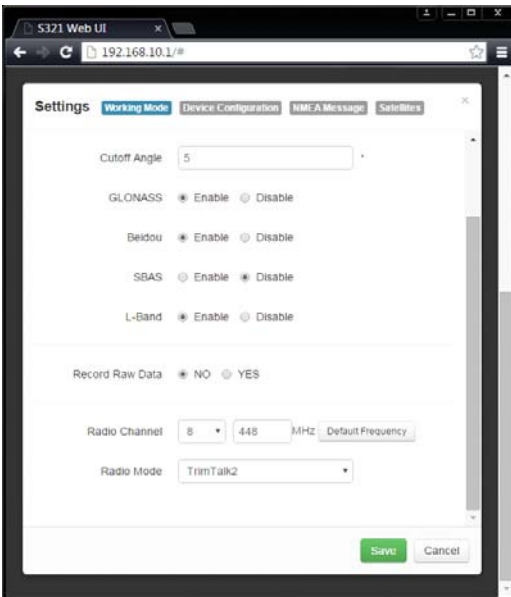 S321 Web UI ×
192.168.10.1/#
Settings Working Mode Device Configuration NMEA Message Satellites ×
Cutoff Angle 5 °
GLONASS Enable Disable
Beidou Enable Disable
SBAS Enable Disable
L-Band Enable Disable
Record Raw Data NO YES
Radio Channel 8 448 MHz Default Frequency
Radio Mode TrimTalk2
Save Cancel